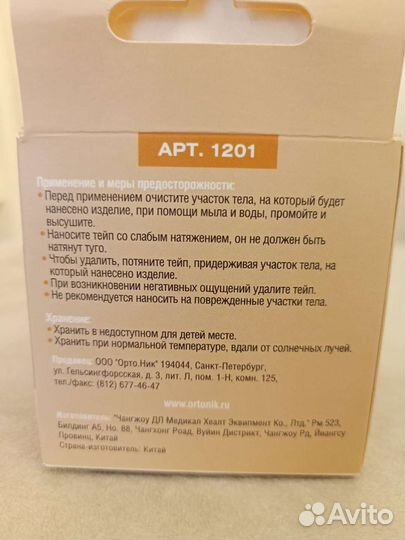 АРТ. 1201
Применение и меры предосторожности:
• Перед применением очистите участок тела, на который будет
нанесено изделие, при помощи мыла и воды, промойте и
высушите.
• Наносите тейп со слабым натяжением, он не должен быть
натянут туго.
• Чтобы удалить, потяните тейп, придерживая участок тела, на
который нанесено изделие.
• При возникновении негативных ощущений удалите тейп.
• Не рекомендуется наносить на поврежденные участки тела.
Хранение:
• Хранить в недоступном для детей месте.
• Хранить при нормальной температуре, вдали от солнечных лучей.
Продавец: ООО "Орто.Ник" 194044, Санкт-Петербург,
ул. Гельсингфорсская, д. 3, лит. Л, пом. 1-Н, комн. 125,
тел./факс: (812) 677-46-47
www.ortonik.ru
Изготовитель: "Чангжоу ДЛ Медикал Хеалт Эквипмент Ко., Лтд." Рм 523,
Билдинг А5, Но. 88, Чангхонг Роад, Вуйин Дистрикт, Чангжоу Рд, Йвангсу
Провинц, Китай
Страна-изготовитель: Китай
Avito